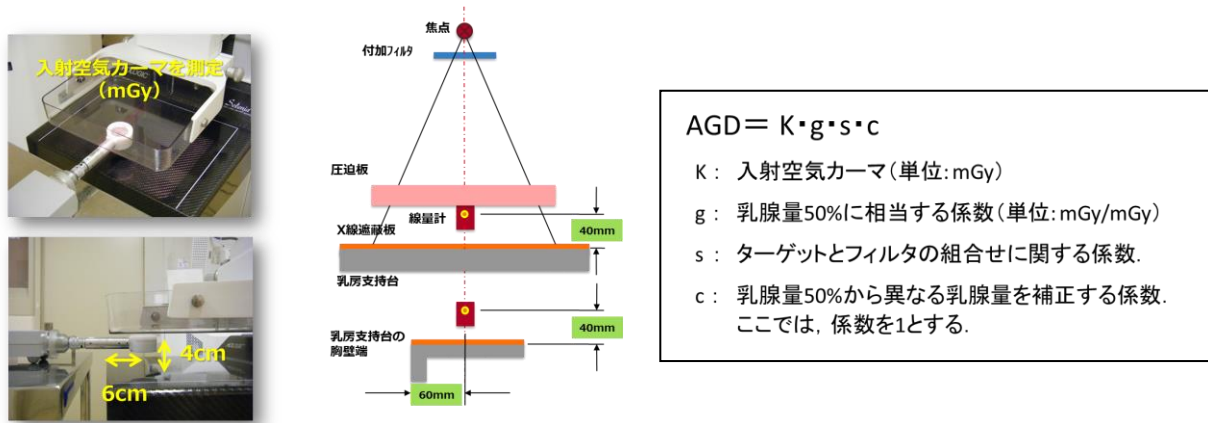 入射空気カーマを測定
(mGy)
4cm
6cm
焦点
付加フィルタ
圧迫板
線量計
X線遮蔽板
40mm
乳房支持台
40mm
乳房支持台の
胸壁端
60mm
AGD＝ K･g･s･c
K： 入射空気カーマ(単位:mGy)
g： 乳腺量50%に相当する係数(単位:mGy/mGy)
s： ターゲットとフィルタの組合せに関する係数.
c： 乳腺量50%から異なる乳腺量を補正する係数.
ここでは，係数を1とする.